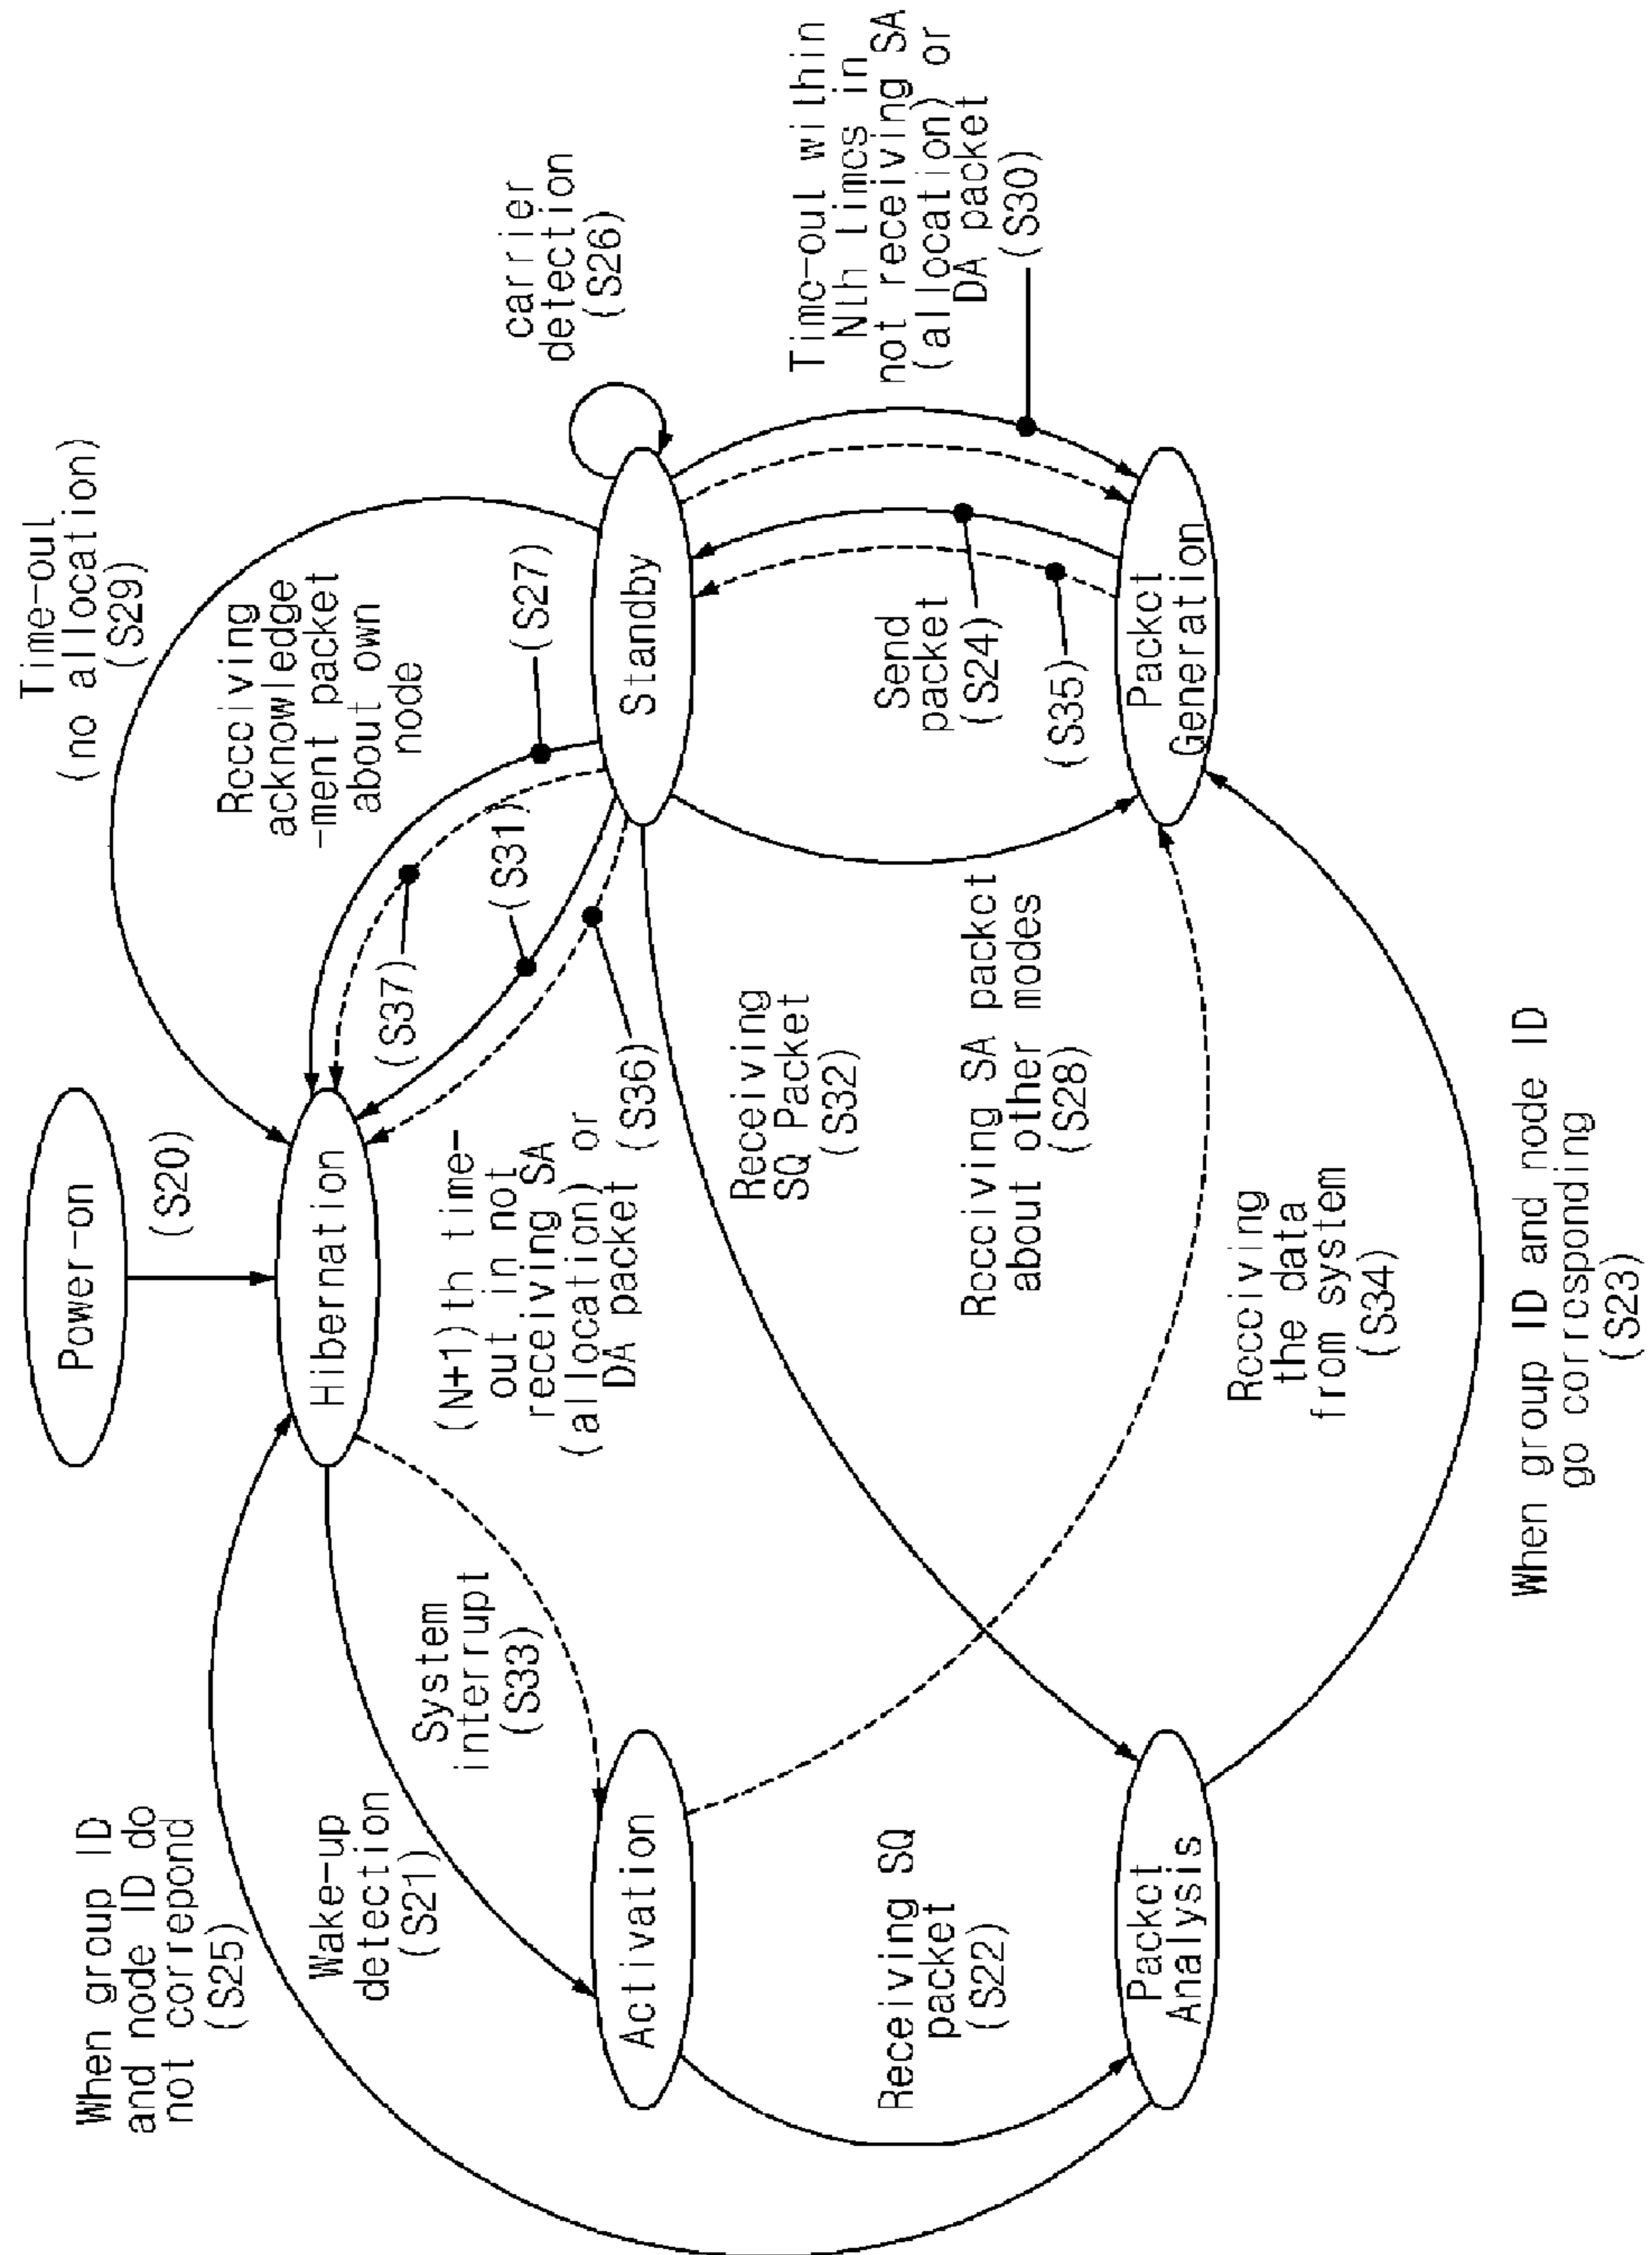 Power-on
(S20)
Hibernation
When group ID
and node ID do
not correpond
(S25)
Wake-up
detection
(S21)
System
interrupt
(S33)
Time-out
(no allocation)
(S29)
Receiving
acknowledge
-ment packet
about own
node
(S27)
(S37)
(S31)
(N+1)th time-
out in not
receiving SA
(allocation) or
DA packet
(S36)
carrier
detection
(S26)
Activation
Standby
Receiving SQ
packet
(S22)
Receiving
SQ Packet
(S32)
Receiving SA packet
about other modes
(S28)
Send
packet
(S24)
(S35)
Time-out within
Nth times in
not receiving SA
(allocation) or
DA packet
(S30)
Receiving
the data
from system
(S34)
Packet
Analysis
Packet
Generation
When group ID and node ID
go corresponding
(S23)